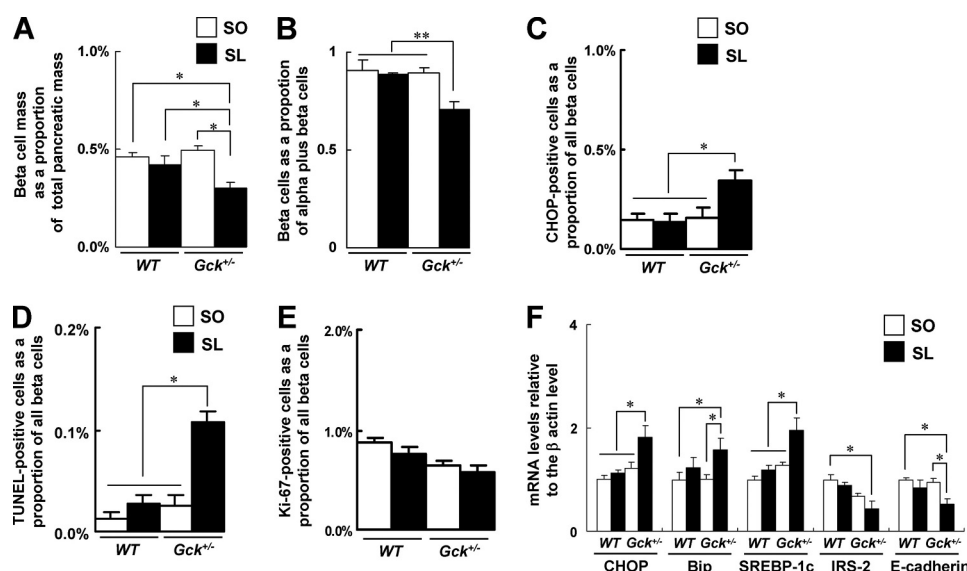 A
SO
SL
1.0%
0.5%
0.0%
Beta cell mass
as a proportion
of total pancreatic mass
*
*
*
WT
Gck+/-
B
1
0.5
0
Beta cells as a propotion
of alpha plus beta cells
**
WT
Gck+/-
C
SO
SL
1.0%
0.5%
0.0%
CHOP-positive cells as a
proportion of all beta cells
*
WT
Gck+/-
D
SO
SL
0.2%
0.1%
0.0%
TUNEL-positive cells as a
proportion of all beta cells
*
WT
Gck+/-
E
2.0%
1.0%
0.0%
Ki-67-positive cells as a
proportion of all beta cells
WT
Gck+/-
F
SO
SL
4
2
0
mRNA levels relative
to the β actin level
*
*
*
*
*
*
*
WT Gck+/- WT Gck+/- WT Gck+/- WT Gck+/- WT Gck+/-
CHOP Bip SREBP-1c IRS-2 E-cadherin